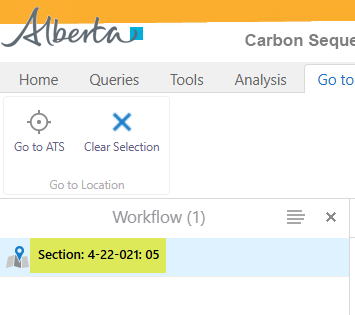 Alberta
Carbon Seque
Home Queries Tools Analysis Go to
Go to ATS Clear Selection
Go to Location
Workflow (1)
Section: 4-22-021: 05